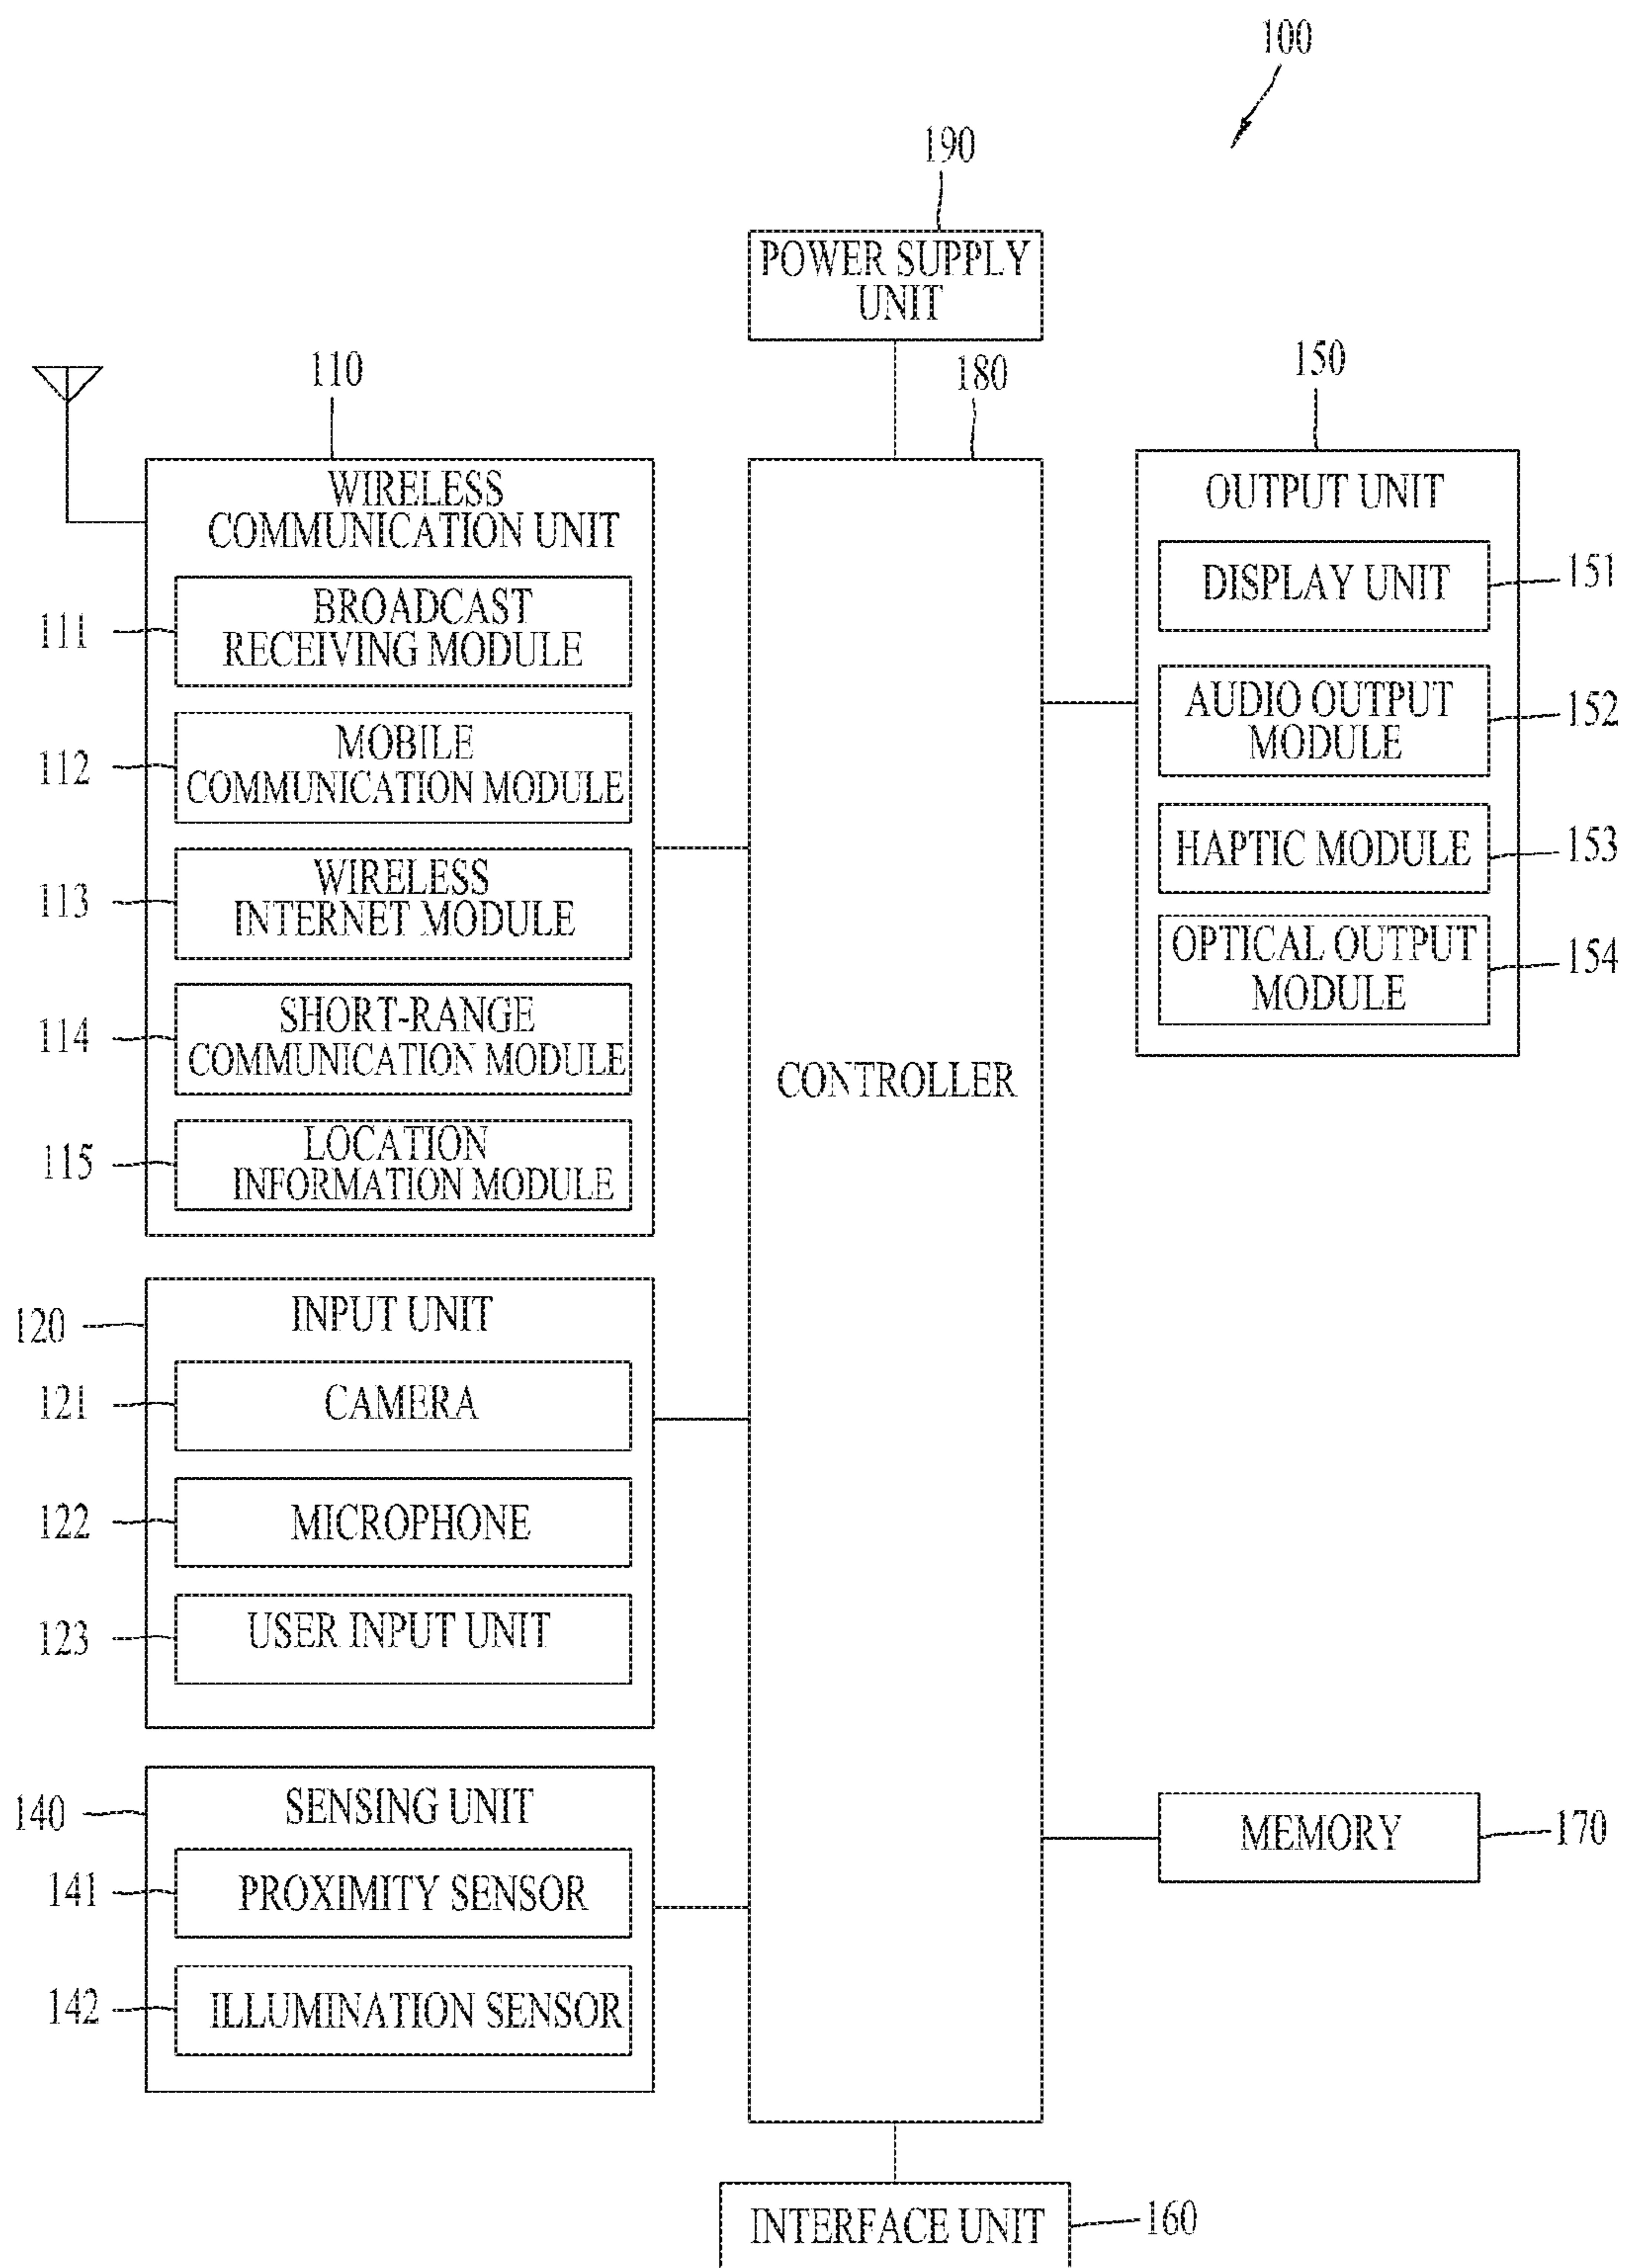 100
190
POWER SUPPLY
UNIT
110
180
150
WIRELESS
COMMUNICATION UNIT
111
BROADCAST
RECEIVING MODULE
112
MOBILE
COMMUNICATION MODULE
113
WIRELESS
INTERNET MODULE
114
SHORT-RANGE
COMMUNICATION MODULE
115
LOCATION
INFORMATION MODULE
120
INPUT UNIT
121
CAMERA
122
MICROPHONE
123
USER INPUT UNIT
140
SENSING UNIT
141
PROXIMITY SENSOR
142
ILLUMINATION SENSOR
CONTROLLER
OUTPUT UNIT
DISPLAY UNIT
151
AUDIO OUTPUT
MODULE
152
HAPTIC MODULE
153
OPTICAL OUTPUT
MODULE
154
MEMORY
170
INTERFACE UNIT
160